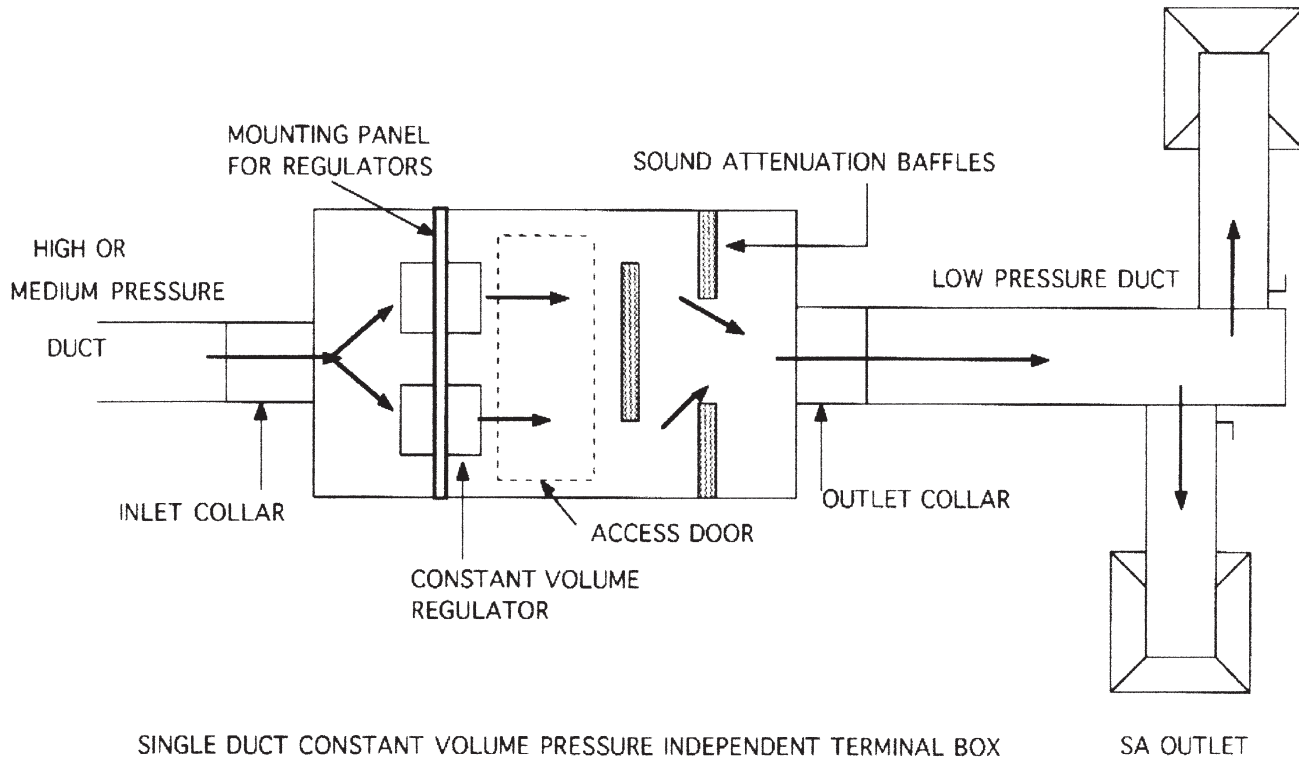 MOUNTING PANEL
FOR REGULATORS
SOUND ATTENUATION BAFFLES
HIGH OR
MEDIUM PRESSURE
DUCT
LOW PRESSURE DUCT
INLET COLLAR
OUTLET COLLAR
ACCESS DOOR
CONSTANT VOLUME
REGULATOR
SINGLE DUCT CONSTANT VOLUME PRESSURE INDEPENDENT TERMINAL BOX
SA OUTLET